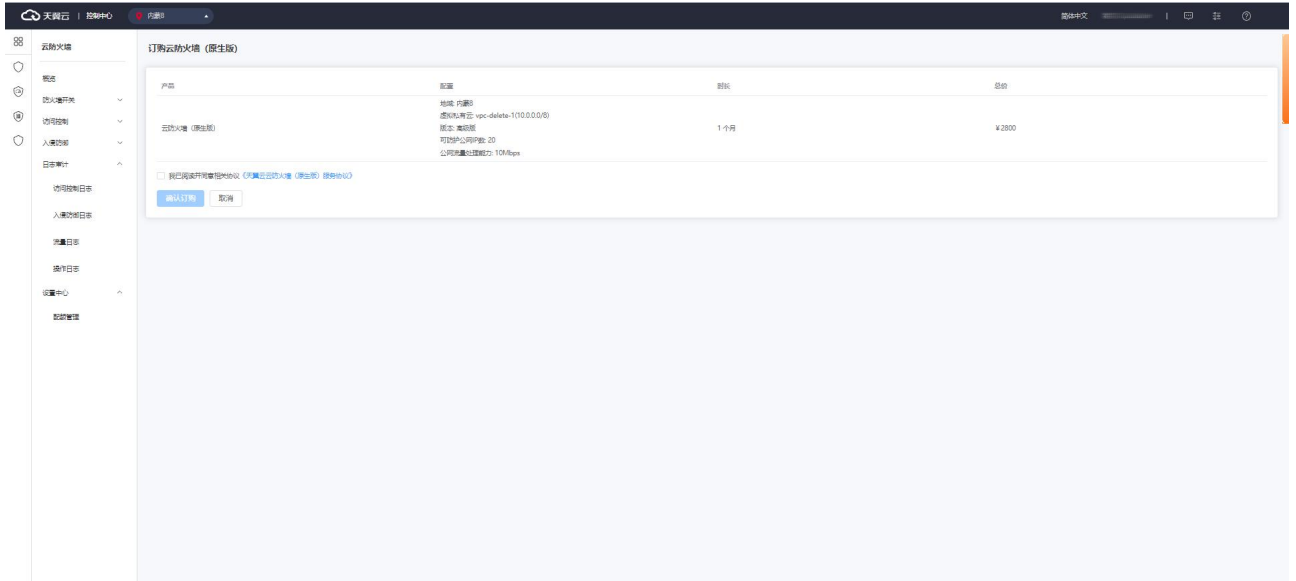 天翼云 | 控制中心 内蒙8 简体中文
云防火墙
概览
防火墙开关
访问控制
入侵防御
日志审计
访问控制日志
入侵防御日志
流量日志
操作日志
设置中心
配额管理
订购云防火墙（原生版）
产品 配置 时长 总价
云防火墙（原生版）
地域: 内蒙8
虚拟私有云: vpc-delete-1(10.0.0.0/8)
版本: 高级版
可防护公网IP数: 20
公网流量处理能力: 10Mbps
1 个月
¥2800
我已阅读并同意相关协议《天翼云云防火墙（原生版）服务协议》
确认订购 取消